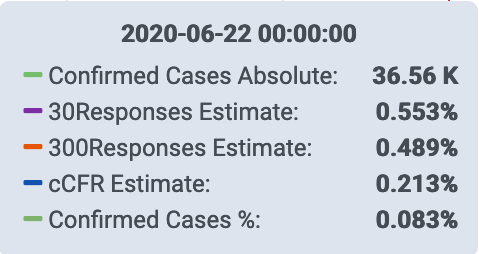 2020-06-22 00:00:00
Confirmed Cases Absolute: 36.56 K
30Responses Estimate: 0.553%
300Responses Estimate: 0.489%
cCFR Estimate: 0.213%
Confirmed Cases %: 0.083%